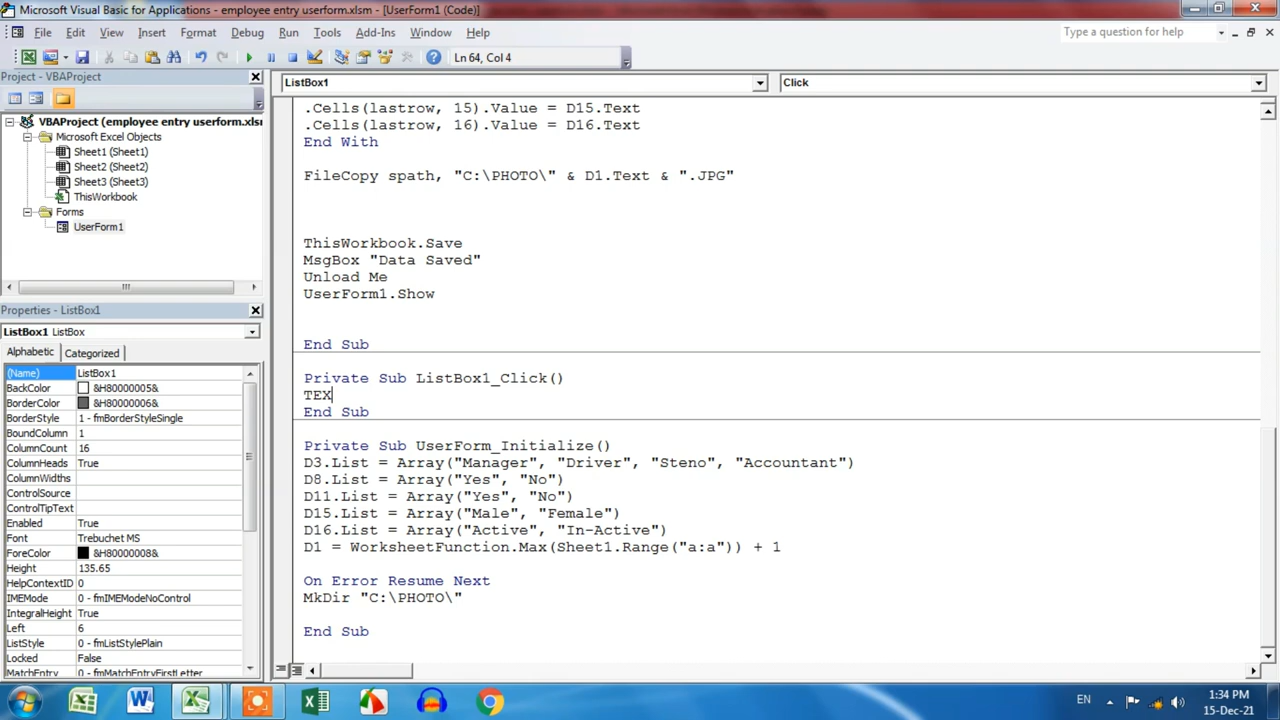 Microsoft Visual Basic for Applications - employee entry userform.xlsm - [UserForm1 (Code)]
File Edit View Insert Format Debug Run Tools Add-Ins Window Help
Type a question for help
Ln 64, Col 4
Project - VBAProject
ListBox1
Click
VBAProject (employee entry userform.xlsm
Microsoft Excel Objects
Sheet1 (Sheet1)
Sheet2 (Sheet2)
Sheet3 (Sheet3)
ThisWorkbook
Forms
UserForm1
.Cells(lastrow, 15).Value = D15.Text
.Cells(lastrow, 16).Value = D16.Text
End With
FileCopy spath, "C:\PHOTO\" & D1.Text & ".JPG"
ThisWorkbook.Save
MsgBox "Data Saved"
Unload Me
UserForm1.Show
End Sub
Private Sub ListBox1_Click()
TEX
End Sub
Private Sub UserForm_Initialize()
D3.List = Array("Manager", "Driver", "Steno", "Accountant")
D8.List = Array("Yes", "No")
D11.List = Array("Yes", "No")
D15.List = Array("Male", "Female")
D16.List = Array("Active", "In-Active")
D1 = WorksheetFunction.Max(Sheet1.Range("a:a")) + 1
On Error Resume Next
MkDir "C:\PHOTO\"
End Sub
Properties - ListBox1
ListBox1 ListBox
Alphabetic Categorized
(Name) ListBox1
BackColor &H80000005&
BorderColor &H80000006&
BorderStyle 1 - fmBorderStyleSingle
BoundColumn 1
ColumnCount 16
ColumnHeads True
ColumnWidths
ControlSource
ControlTipText
Enabled True
Font Trebuchet MS
ForeColor &H80000008&
Height 135.65
HelpContextID 0
IMEMode 0 - fmIMEModeNoControl
IntegralHeight True
Left 6
ListStyle 0 - fmListStylePlain
Locked False
MatchEntry 0 - fmMatchEntryFirstLetter
EN
1:34 PM
15-Dec-21